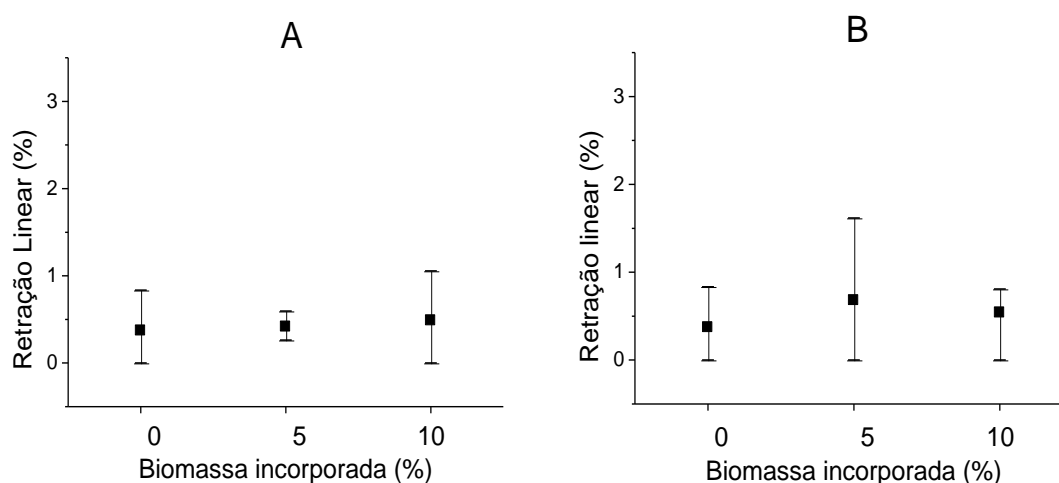 A
Retração Linear (%)
3
2
1
0
0 5 10
Biomassa incorporada (%)
B
Retração linear (%)
3
2
1
0
0 5 10
Biomassa incorporada (%)